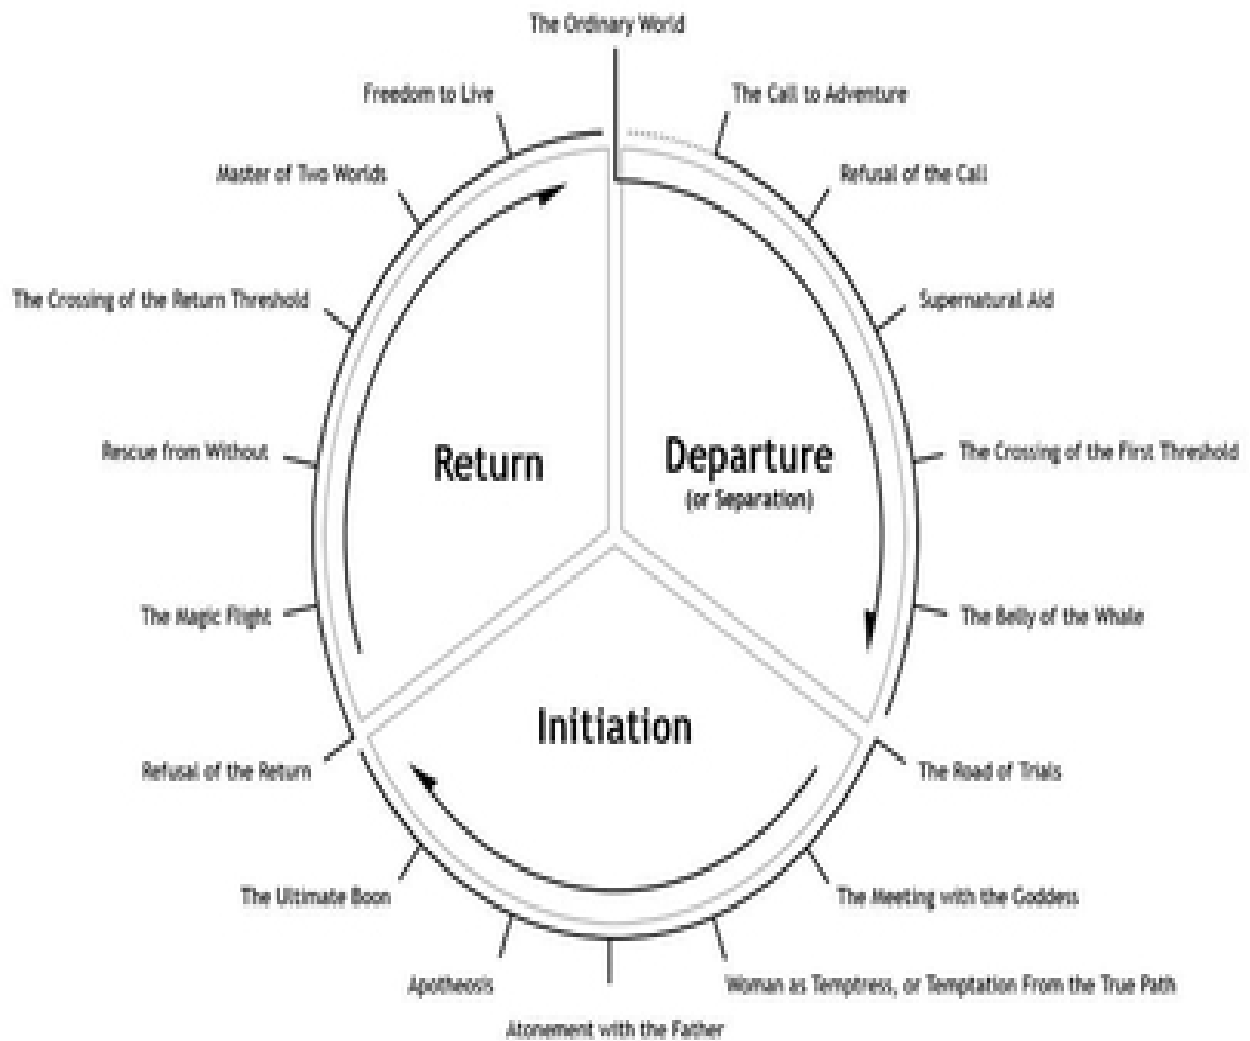 The Ordinary World
The Call to Adventure
Refusal of the Call
Supernatural Aid
The Crossing of the First Threshold
The Belly of the Whale
The Road of Trials
The Meeting with the Goddess
Woman as Temptress, or Temptation From the True Path
Atonement with the Father
Apotheosis
The Ultimate Boon
Refusal of the Return
The Magic Flight
Rescue from Without
The Crossing of the Return Threshold
Master of Two Worlds
Freedom to Live
Departure
(or Separation)
Initiation
Return